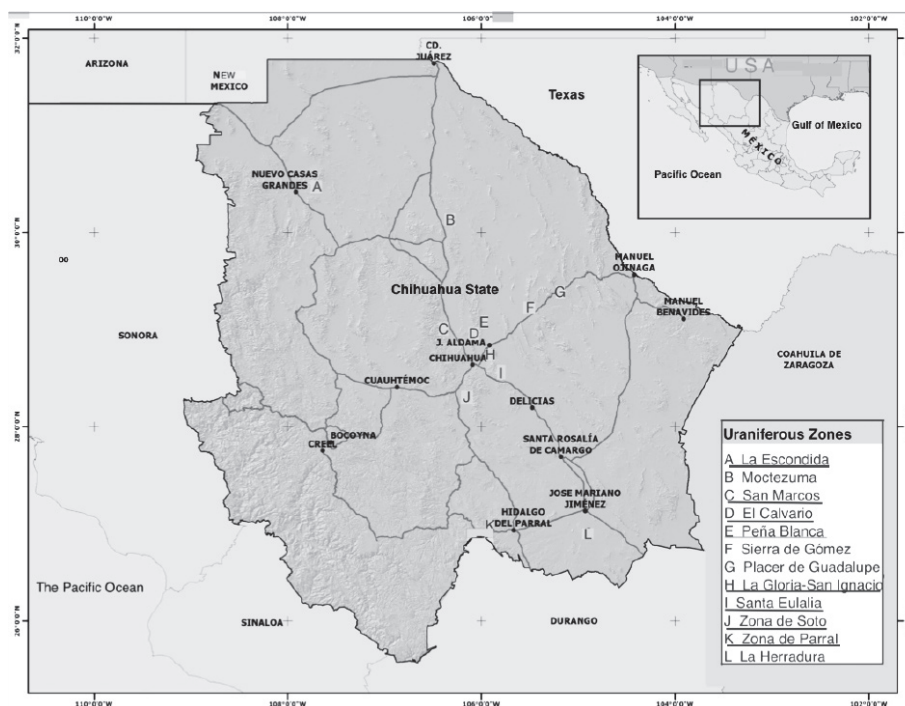 110°0'0"W 108°0'0"W 106°0'0"W 104°0'0"W 102°0'0"W
32°0'0"N
30°0'0"N
28°0'0"N
26°0'0"N
ARIZONA
NEW
MEXICO
CD.
JUÁREZ
Texas
USA
Gulf of Mexico
MÉXICO
Pacific Ocean
NUEVO CASAS
GRANDES
A
B
oo
MANUEL
OJINAGA
Chihuahua State
G
F
MANUEL
BENAVIDES
E
C
D
J. ALDAMA
H
SONORA
CHIHUAHUA
COAHUILA DE
ZARAGOZA
I
CUAUHTÉMOC
J
DELICIAS
BOCOYNA
CREEL
SANTA ROSALÍA
DE CAMARGO
JOSE MARIANO
JIMÉNEZ
HIDALGO
DEL PARRAL
K
L
The Pacific Ocean
SINALOA
DURANGO
Uraniferous Zones
A La Escondida
B Moctezuma
C San Marcos
D El Calvario
E Peña Blanca
F Sierra de Gómez
G Placer de Guadalupe
H La Gloria-San Ignacio
I Santa Eulalia
J Zona de Soto
K Zona de Parral
L La Herradura
110°0'0"W 108°0'0"W 106°0'0"W 104°0'0"W 102°0'0"W